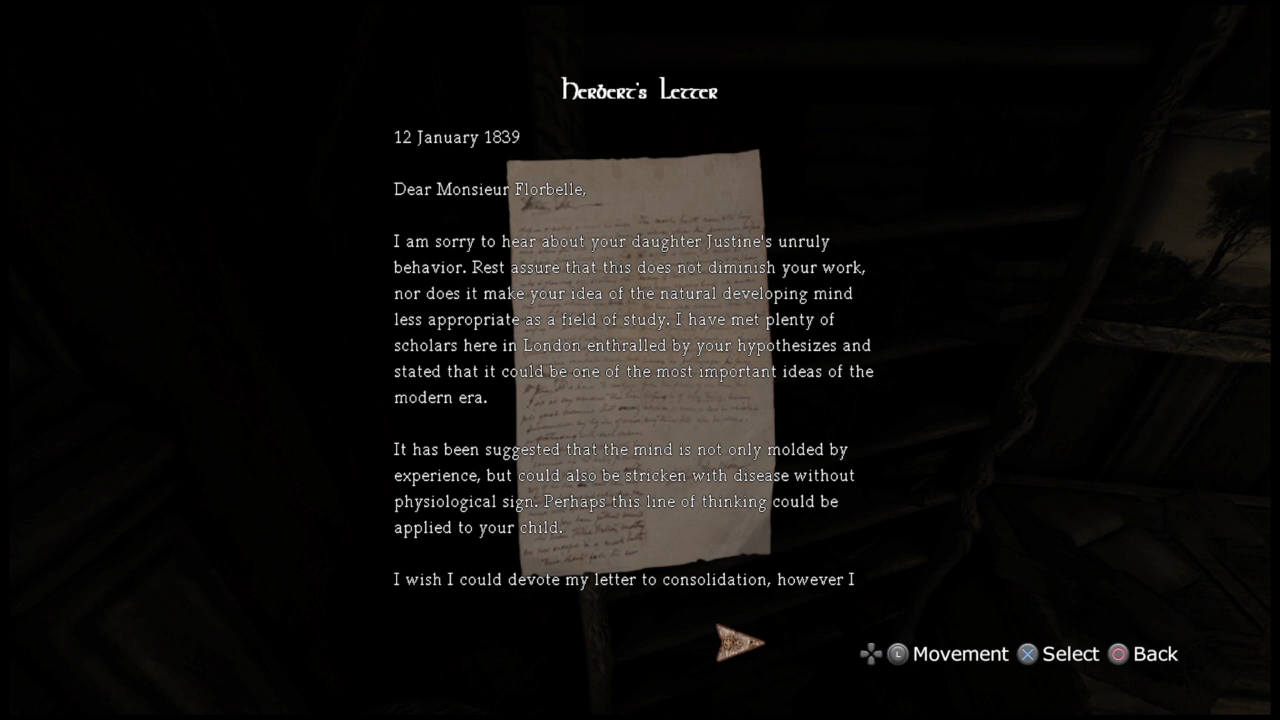 Herbert's Letter
12 January 1839
Dear Monsieur Florbelle,
I am sorry to hear about your daughter Justine's unruly
behavior. Rest assure that this does not diminish your work,
nor does it make your idea of the natural developing mind
less appropriate as a field of study. I have met plenty of
scholars here in London enthralled by your hypothesizes and
stated that it could be one of the most important ideas of the
modern era.
It has been suggested that the mind is not only molded by
experience, but could also be stricken with disease without
physiological sign. Perhaps this line of thinking could be
applied to your child.
I wish I could devote my letter to consolidation, however I
L Movement Select Back